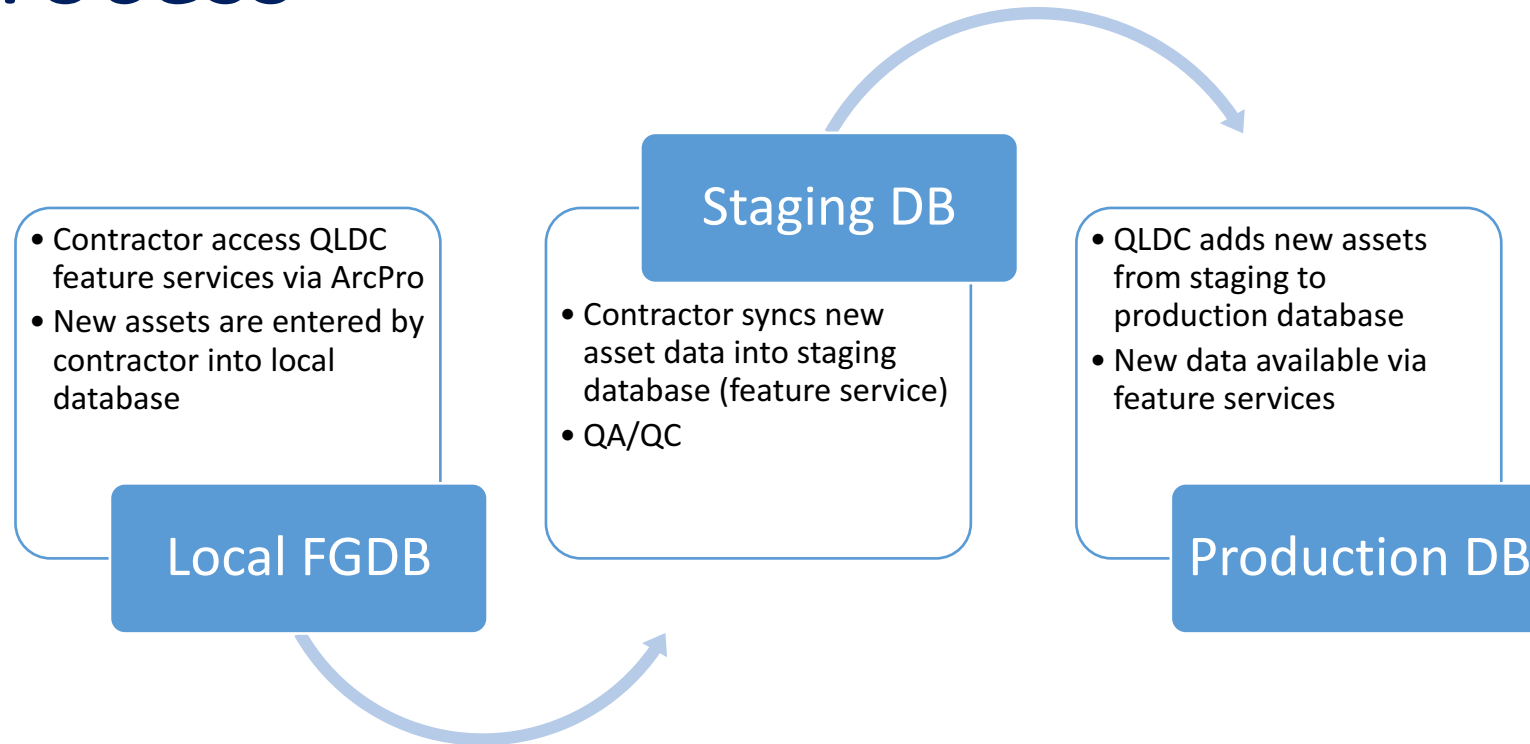 • Contractor access QLDC
feature services via ArcPro
• New assets are entered by
contractor into local
database
Local FGDB
Staging DB
• Contractor syncs new
asset data into staging
database (feature service)
• QA/QC
• QLDC adds new assets
from staging to
production database
• New data available via
feature services
Production DB